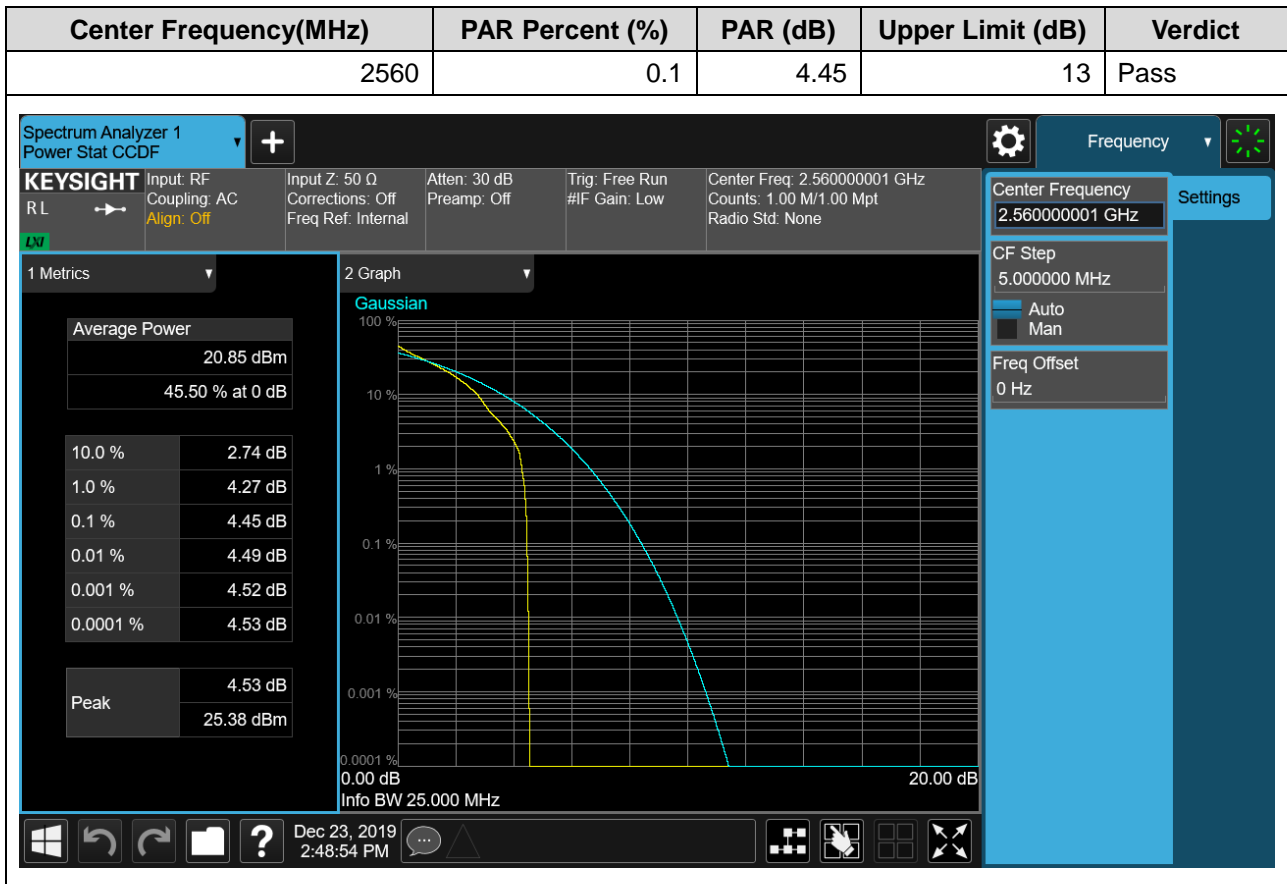 Center Frequency(MHz) PAR Percent (%) PAR (dB) Upper Limit (dB) Verdict
2560 0.1 4.45 13 Pass
Spectrum Analyzer 1
Power Stat CCDF
Frequency
KEYSIGHT
R L
LXI
Input: RF
Coupling: AC
Align: Off
Input Z: 50 Ω
Corrections: Off
Freq Ref: Internal
Atten: 30 dB
Preamp: Off
Trig: Free Run
#IF Gain: Low
Center Freq: 2.560000001 GHz
Counts: 1.00 M/1.00 Mpt
Radio Std: None
Center Frequency
2.560000001 GHz
Settings
CF Step
5.000000 MHz
Auto
Man
Freq Offset
0 Hz
1 Metrics
Average Power
20.85 dBm
45.50 % at 0 dB
10.0 % 2.74 dB
1.0 % 4.27 dB
0.1 % 4.45 dB
0.01 % 4.49 dB
0.001 % 4.52 dB
0.0001 % 4.53 dB
Peak
4.53 dB
25.38 dBm
2 Graph
Gaussian
100 %
10 %
1 %
0.1 %
0.01 %
0.001 %
0.0001 %
0.00 dB 20.00 dB
Info BW 25.000 MHz
?
Dec 23, 2019
2:48:54 PM